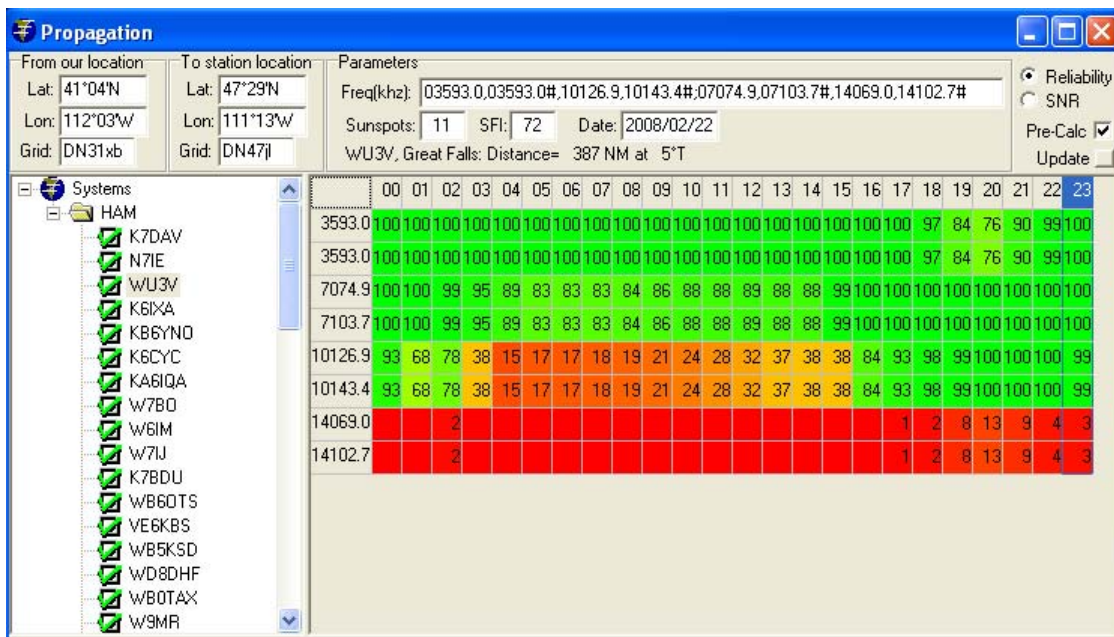 Propagation
From our location To station location Parameters
Lat: 41°04'N Lat: 47°29'N Freq(khz): 03593.0,03593.0#,10126.9,10143.4#;07074.9,07103.7#,14069.0,14102.7# Reliability
Lon: 112°03'W Lon: 111°13'W Sunspots: 11 SFI: 72 Date: 2008/02/22 SNR
Grid: DN31xb Grid: DN47jl WU3V, Great Falls: Distance= 387 NM at 5°T Pre-Calc
Update
Systems
HAM
K7DAV
N7IE
WU3V
K6IXA
KB6YNO
K6CYC
KA6IQA
W7BO
W6IM
W7IJ
K7BDU
WB6OTS
VE6KBS
WB5KSD
WD8DHF
WB0TAX
W9MR
00 01 02 03 04 05 06 07 08 09 10 11 12 13 14 15 16 17 18 19 20 21 22 23
3593.0 100 100 100 100 100 100 100 100 100 100 100 100 100 100 100 100 100 100 97 84 76 90 99 100
3593.0 100 100 100 100 100 100 100 100 100 100 100 100 100 100 100 100 100 100 97 84 76 90 99 100
7074.9 100 100 99 95 89 83 83 83 84 86 88 88 89 88 88 99 100 100 100 100 100 100 100 100
7103.7 100 100 99 95 89 83 83 83 84 86 88 88 89 88 88 99 100 100 100 100 100 100 100 100
10126.9 93 68 78 38 15 17 17 18 19 21 24 28 32 37 38 38 84 93 98 99 100 100 100 99
10143.4 93 68 78 38 15 17 17 18 19 21 24 28 32 37 38 38 84 93 98 99 100 100 100 99
14069.0 2 1 2 8 13 9 4 3
14102.7 2 1 2 8 13 9 4 3